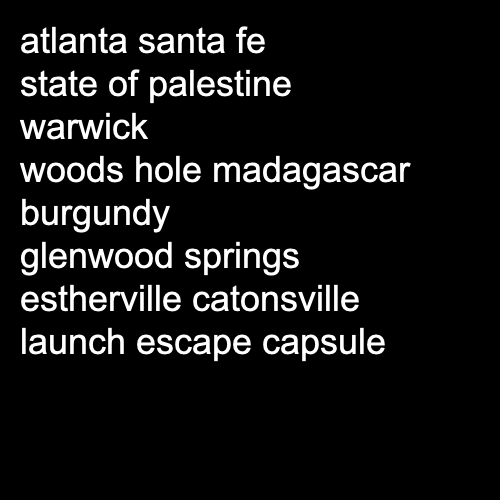 atlanta santa fe
state of palestine
warwick
woods hole madagascar
burgundy
glenwood springs
estherville catonsville
launch escape capsule